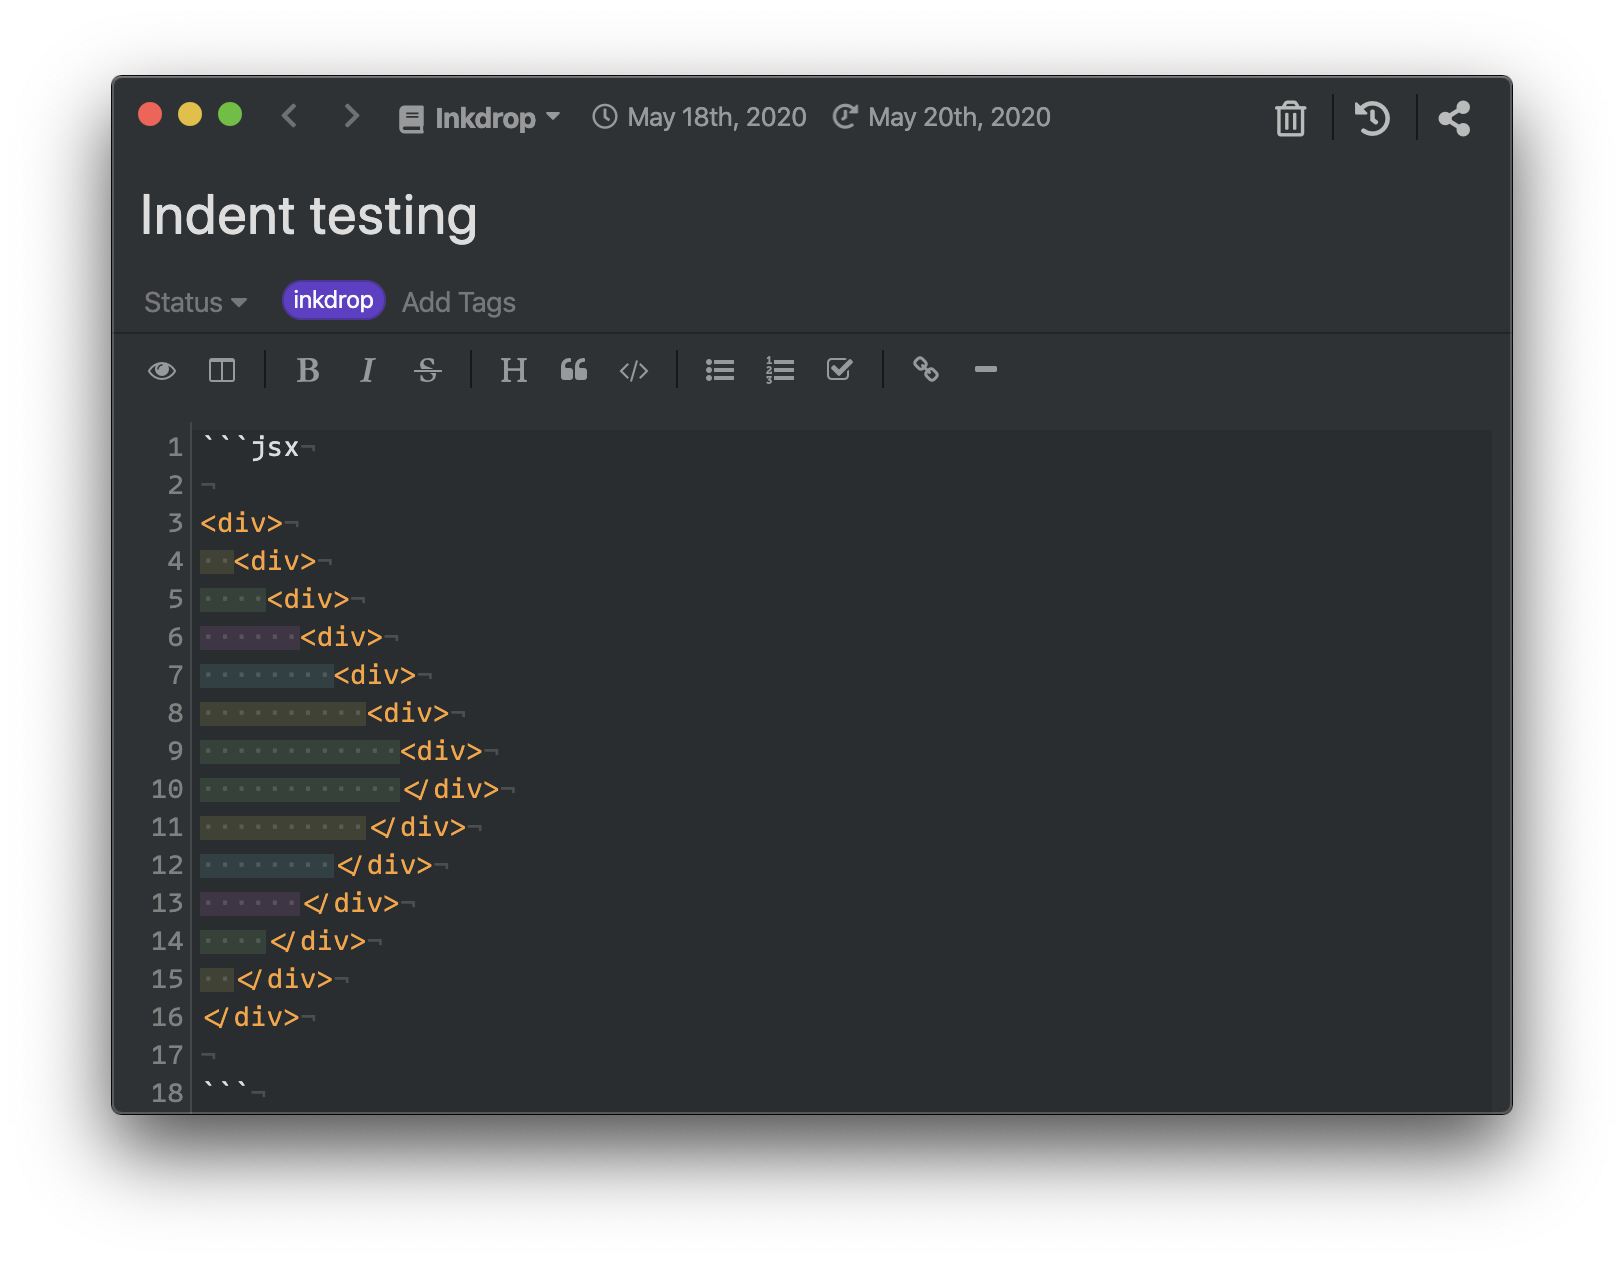 Inkdrop May 18th, 2020 May 20th, 2020
Indent testing
Status inkdrop Add Tags
B I S H </>
1 ```jsx¬
2 ¬
3 <div>¬
4 ··<div>¬
5 ····<div>¬
6 ······<div>¬
7 ········<div>¬
8 ··········<div>¬
9 ············<div>¬
10 ············</div>¬
11 ··········</div>¬
12 ········</div>¬
13 ······</div>¬
14 ····</div>¬
15 ··</div>¬
16 </div>¬
17 ¬
18 ```¬